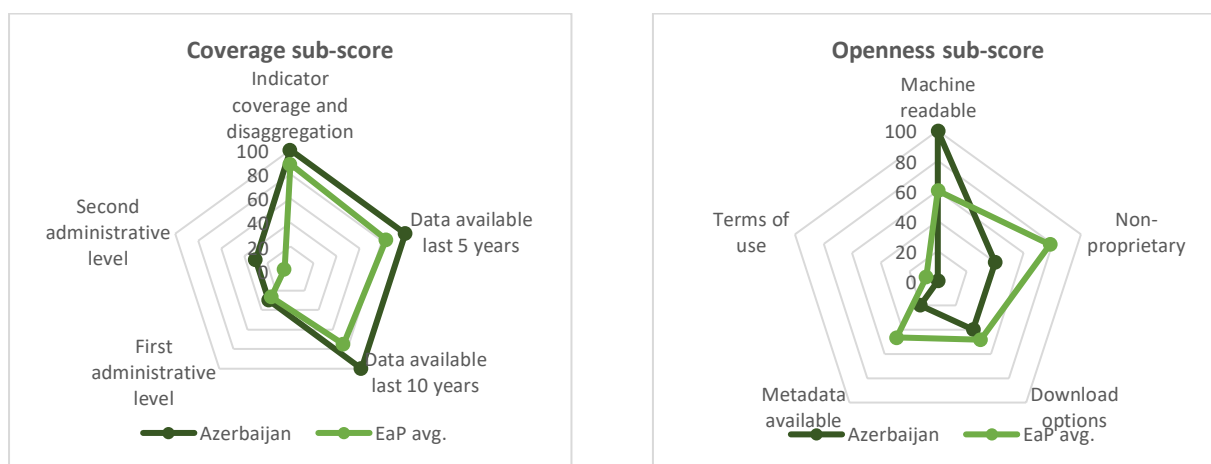 Coverage sub-score
Indicator
coverage and
disaggregation
100
80
60
40
20
0
Data available
last 5 years
Data available
last 10 years
First
administrative
level
Second
administrative
level
Azerbaijan
EaP avg.
Openness sub-score
Machine
readable
100
80
60
40
20
0
Non-
proprietary
Download
options
Metadata
available
Terms of
use
Azerbaijan
EaP avg.